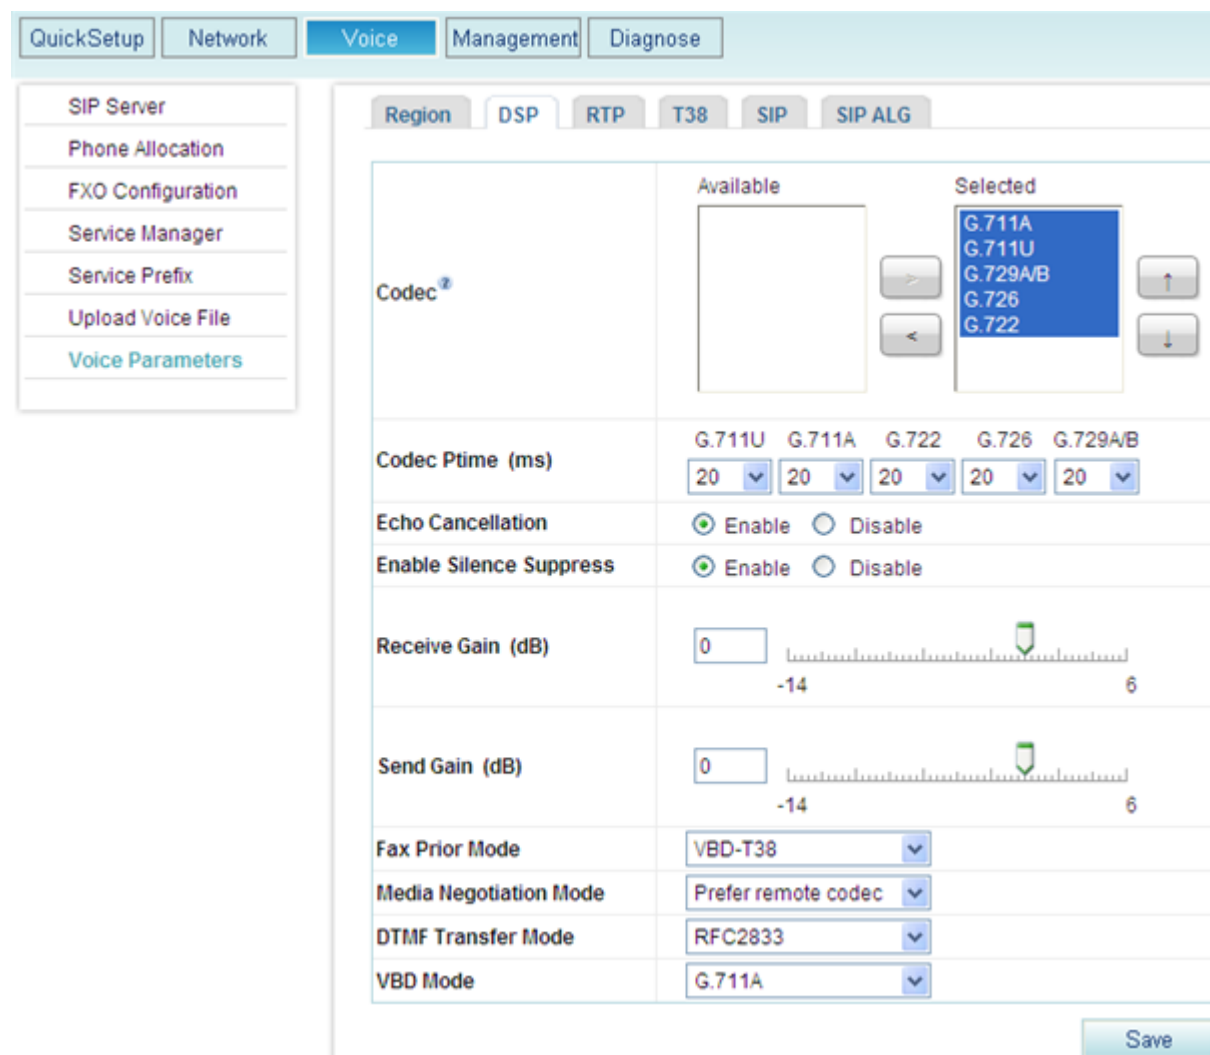 QuickSetup Network Voice Management Diagnose
SIP Server
Phone Allocation
FXO Configuration
Service Manager
Service Prefix
Upload Voice File
Voice Parameters
Region DSP RTP T38 SIP SIP ALG
Available Selected
Codec ?
> ↑
< ↓
G.711A
G.711U
G.729A/B
G.726
G.722
Codec Ptime (ms)
G.711U G.711A G.722 G.726 G.729A/B
20 20 20 20 20
Echo Cancellation Enable Disable
Enable Silence Suppress Enable Disable
Receive Gain (dB) 0
-14 6
Send Gain (dB) 0
-14 6
Fax Prior Mode VBD-T38
Media Negotiation Mode Prefer remote codec
DTMF Transfer Mode RFC2833
VBD Mode G.711A
Save